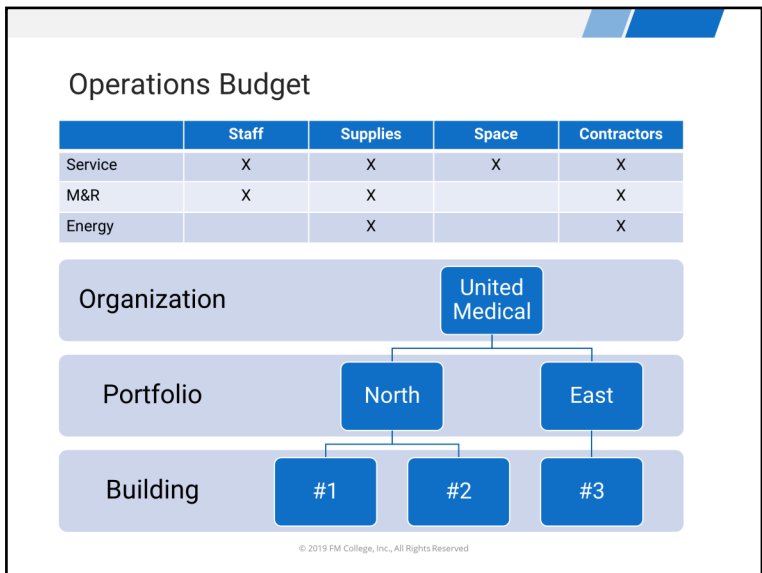 Operations Budget
Staff Supplies Space Contractors
Service X X X X
M&R X X X
Energy X X
Organization
United
Medical
Portfolio
North
East
Building
#1
#2
#3
© 2019 FM College, Inc., All Rights Reserved